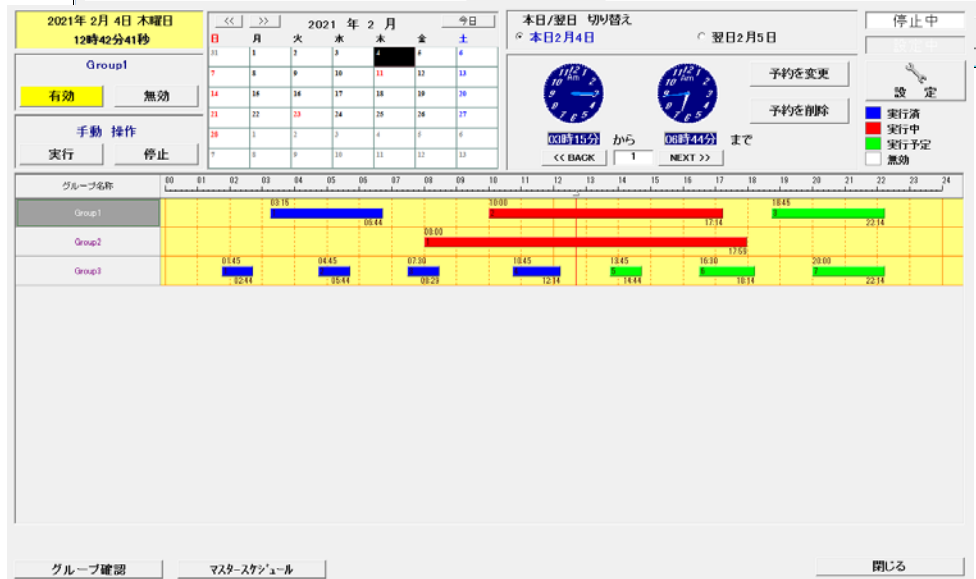 2021年 2月 4日 木曜日
12時42分41秒
Group1
有効
無効
手動 操作
実行
停止
<<
>>
2021 年 2 月
今日
日 月 火 水 木 金 土
31 1 2 3 4 5 6
7 8 9 10 11 12 13
14 15 16 17 18 19 20
21 22 23 24 25 26 27
28 1 2 3 4 5 6
7 8 9 10 11 12 13
本日/翌日 切り替え
本日2月4日
翌日2月5日
03時15分 から 06時44分 まで
<< BACK
1
NEXT >>
予約を変更
予約を削除
停止中
設定中
設 定
実行済
実行中
実行予定
無効
グループ名称
00 01 02 03 04 05 06 07 08 09 10 11 12 13 14 15 16 17 18 19 20 21 22 23 24
Group1
03:15 10:00 18:45
2 3
17:14 22:14
Group2
08:00
17:59
Group3
01:45 04:45 07:30 10:45 13:45 16:30 20:00
5 6 7
02:44 05:44 08:29 12:14 14:44 18:14 22:14
グループ確認
マスタースケジュール
閉じる